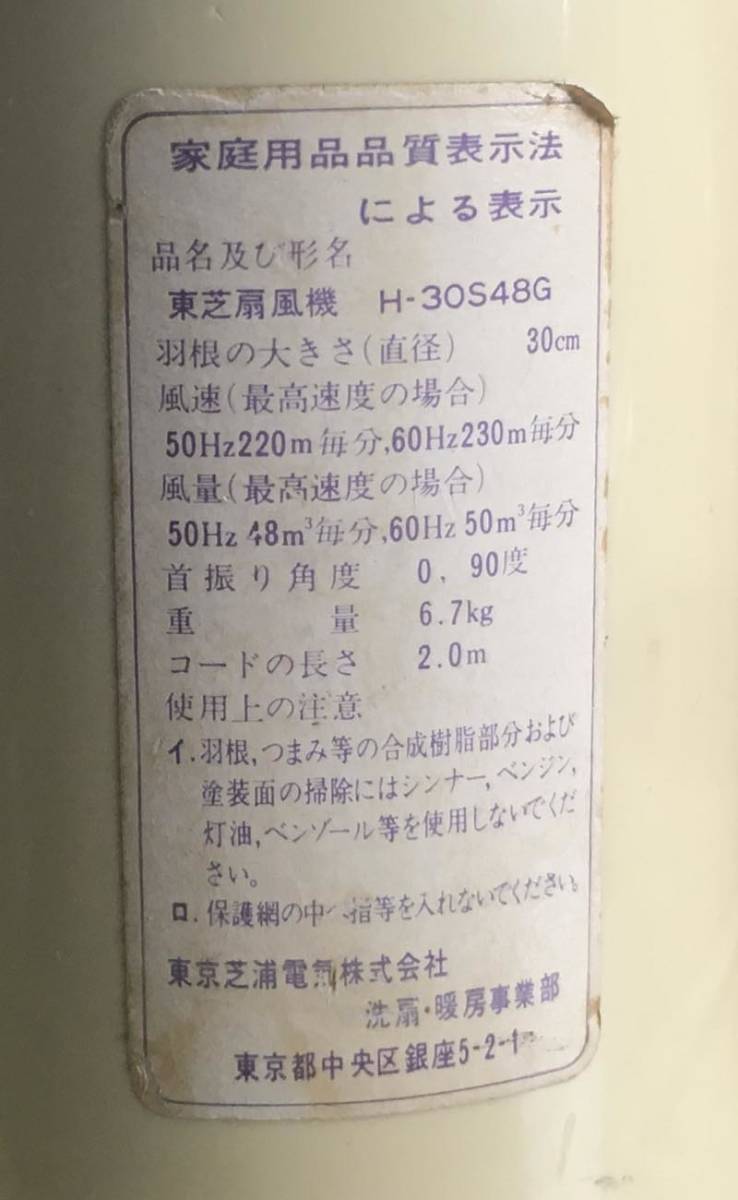 家庭用品品質表示法
による表示
品名及び形名
東芝扇風機 H-30S48G
羽根の大きさ(直径) 30cm
風速(最高速度の場合)
50Hz220m毎分,60Hz230m毎分
風量(最高速度の場合)
50Hz 48m³毎分,60Hz 50m³毎分
首振り角度 0, 90度
重量 6.7kg
コードの長さ 2.0m
使用上の注意
イ.羽根,つまみ等の合成樹脂部分および
塗装面の掃除にはシンナー,ベンジン,
灯油,ベンゾール等を使用しないでくだ
さい。
ロ.保護網の中へ指等を入れないでください。
東京芝浦電気株式会社
洗扇・暖房事業部
東京都中央区銀座5-2-1